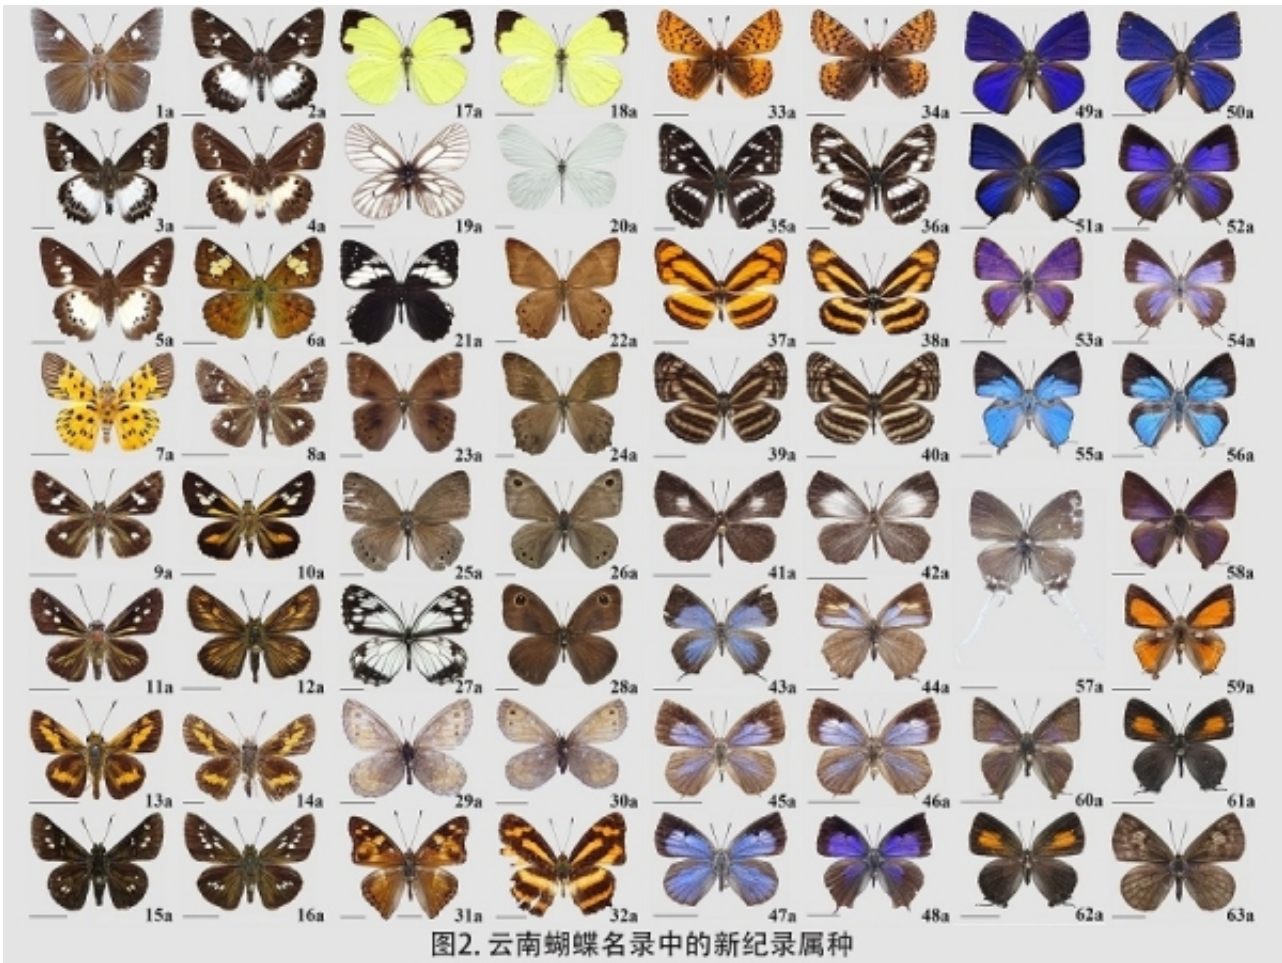 1a 2a 17a 18a 33a 34a 49a 50a
3a 4a 19a 20a 35a 36a 51a 52a
5a 6a 21a 22a 37a 38a 53a 54a
7a 8a 23a 24a 39a 40a 55a 56a
9a 10a 25a 26a 41a 42a 58a
11a 12a 27a 28a 43a 44a 57a 59a
13a 14a 29a 30a 45a 46a 60a 61a
15a 16a 31a 32a 47a 48a 62a 63a
图2. 云南蝴蝶名录中的新纪录属种